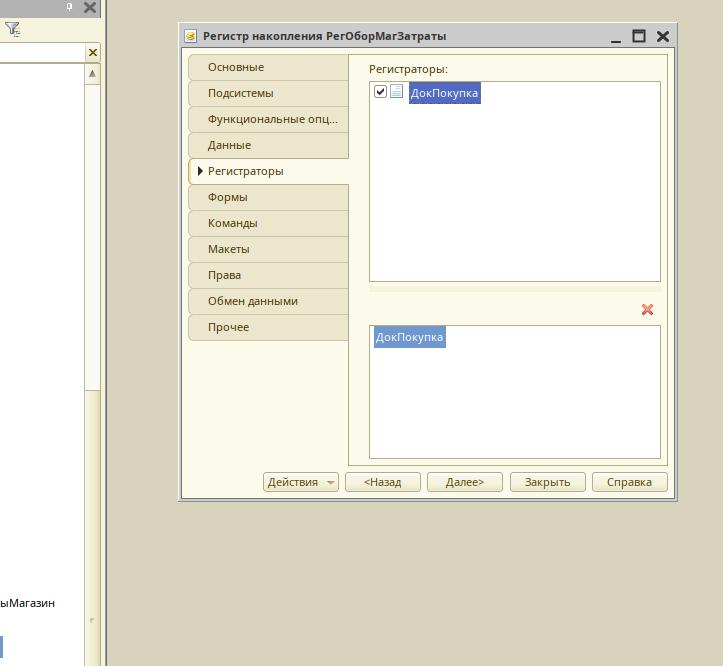 Регистр накопления РегОборМагЗатраты
Основные
Подсистемы
Функциональные опц...
Данные
Регистраторы
Формы
Команды
Макеты
Права
Обмен данными
Прочее
Регистраторы:
ДокПокупка
ДокПокупка
Действия
<Назад
Далее>
Закрыть
Справка
ыМагазин